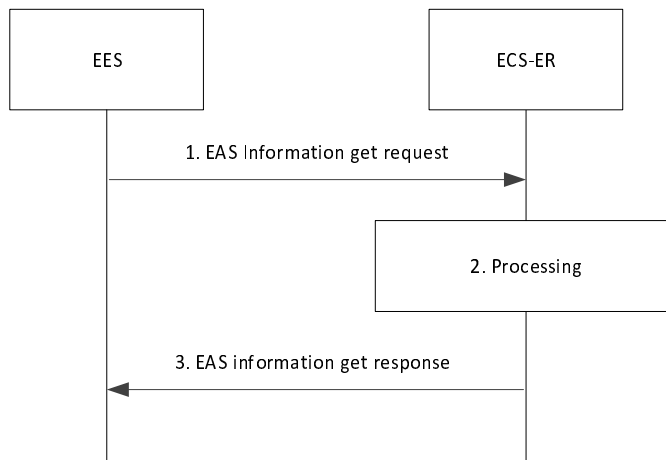 EES
ECS-ER
1. EAS Information get request
2. Processing
3. EAS information get response